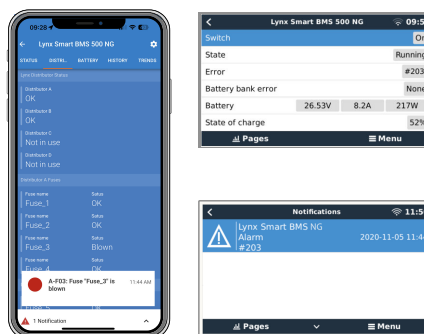 09:28
Lynx Smart BMS 500 NG
STATUS DISTRI... BATTERY HISTORY TRENDS
Lynx Distributor Status
Distributor A
OK
Distributor B
OK
Distributor C
Not in use
Distributor D
Not in use
Distributor A Fuses
Fuse name Status
Fuse_1 OK
Fuse name Status
Fuse_2 OK
Fuse name Status
Fuse_3 Blown
Fuse name Status
Fuse_4 OK
A-F03: Fuse "Fuse_3" is 11:44 AM
blown
1 Notification
Lynx Smart BMS 500 NG 09:5
Switch On
State Running
Error #203
Battery bank error None
Battery 26.53V 8.2A 217W
State of charge 52%
Pages Menu
Notifications 11:5
Lynx Smart BMS NG
Alarm 2020-11-05 11:4
#203
Pages Menu